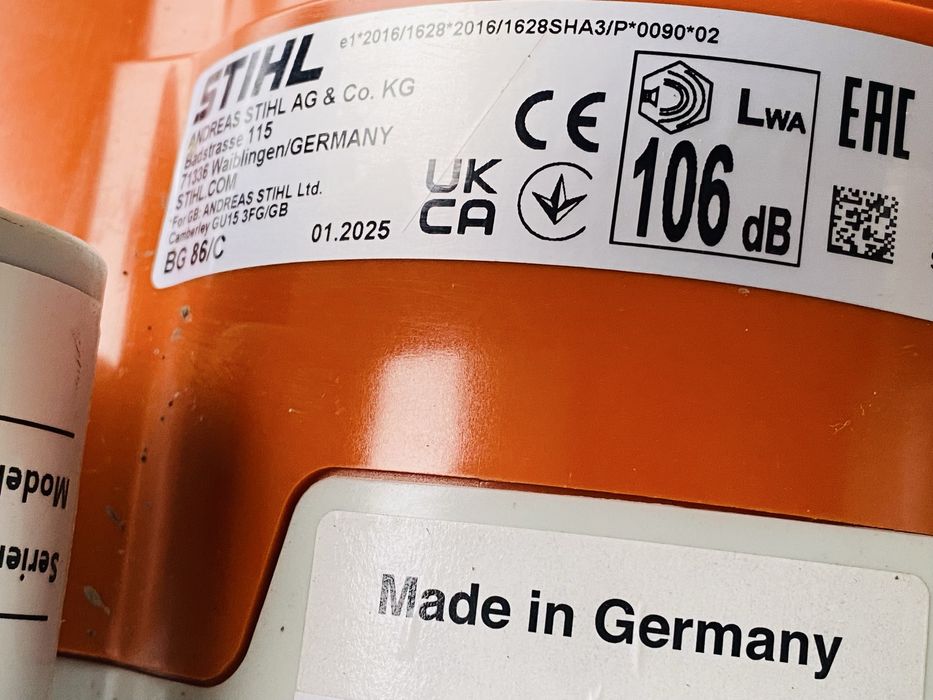 e1*2016/1628*2016/1628SHA3/P*0090*02
STIHL
ANDREAS STIHL AG & Co. KG
Badstrasse 115
71336 Waiblingen/GERMANY
STIHL.COM
*For GB: ANDREAS STIHL Ltd.
Camberley GU15 3FG/GB
BG 86/C
01.2025
UK
CA
CE
LWA
106 dB
EAC
Made in Germany
Model
Serien